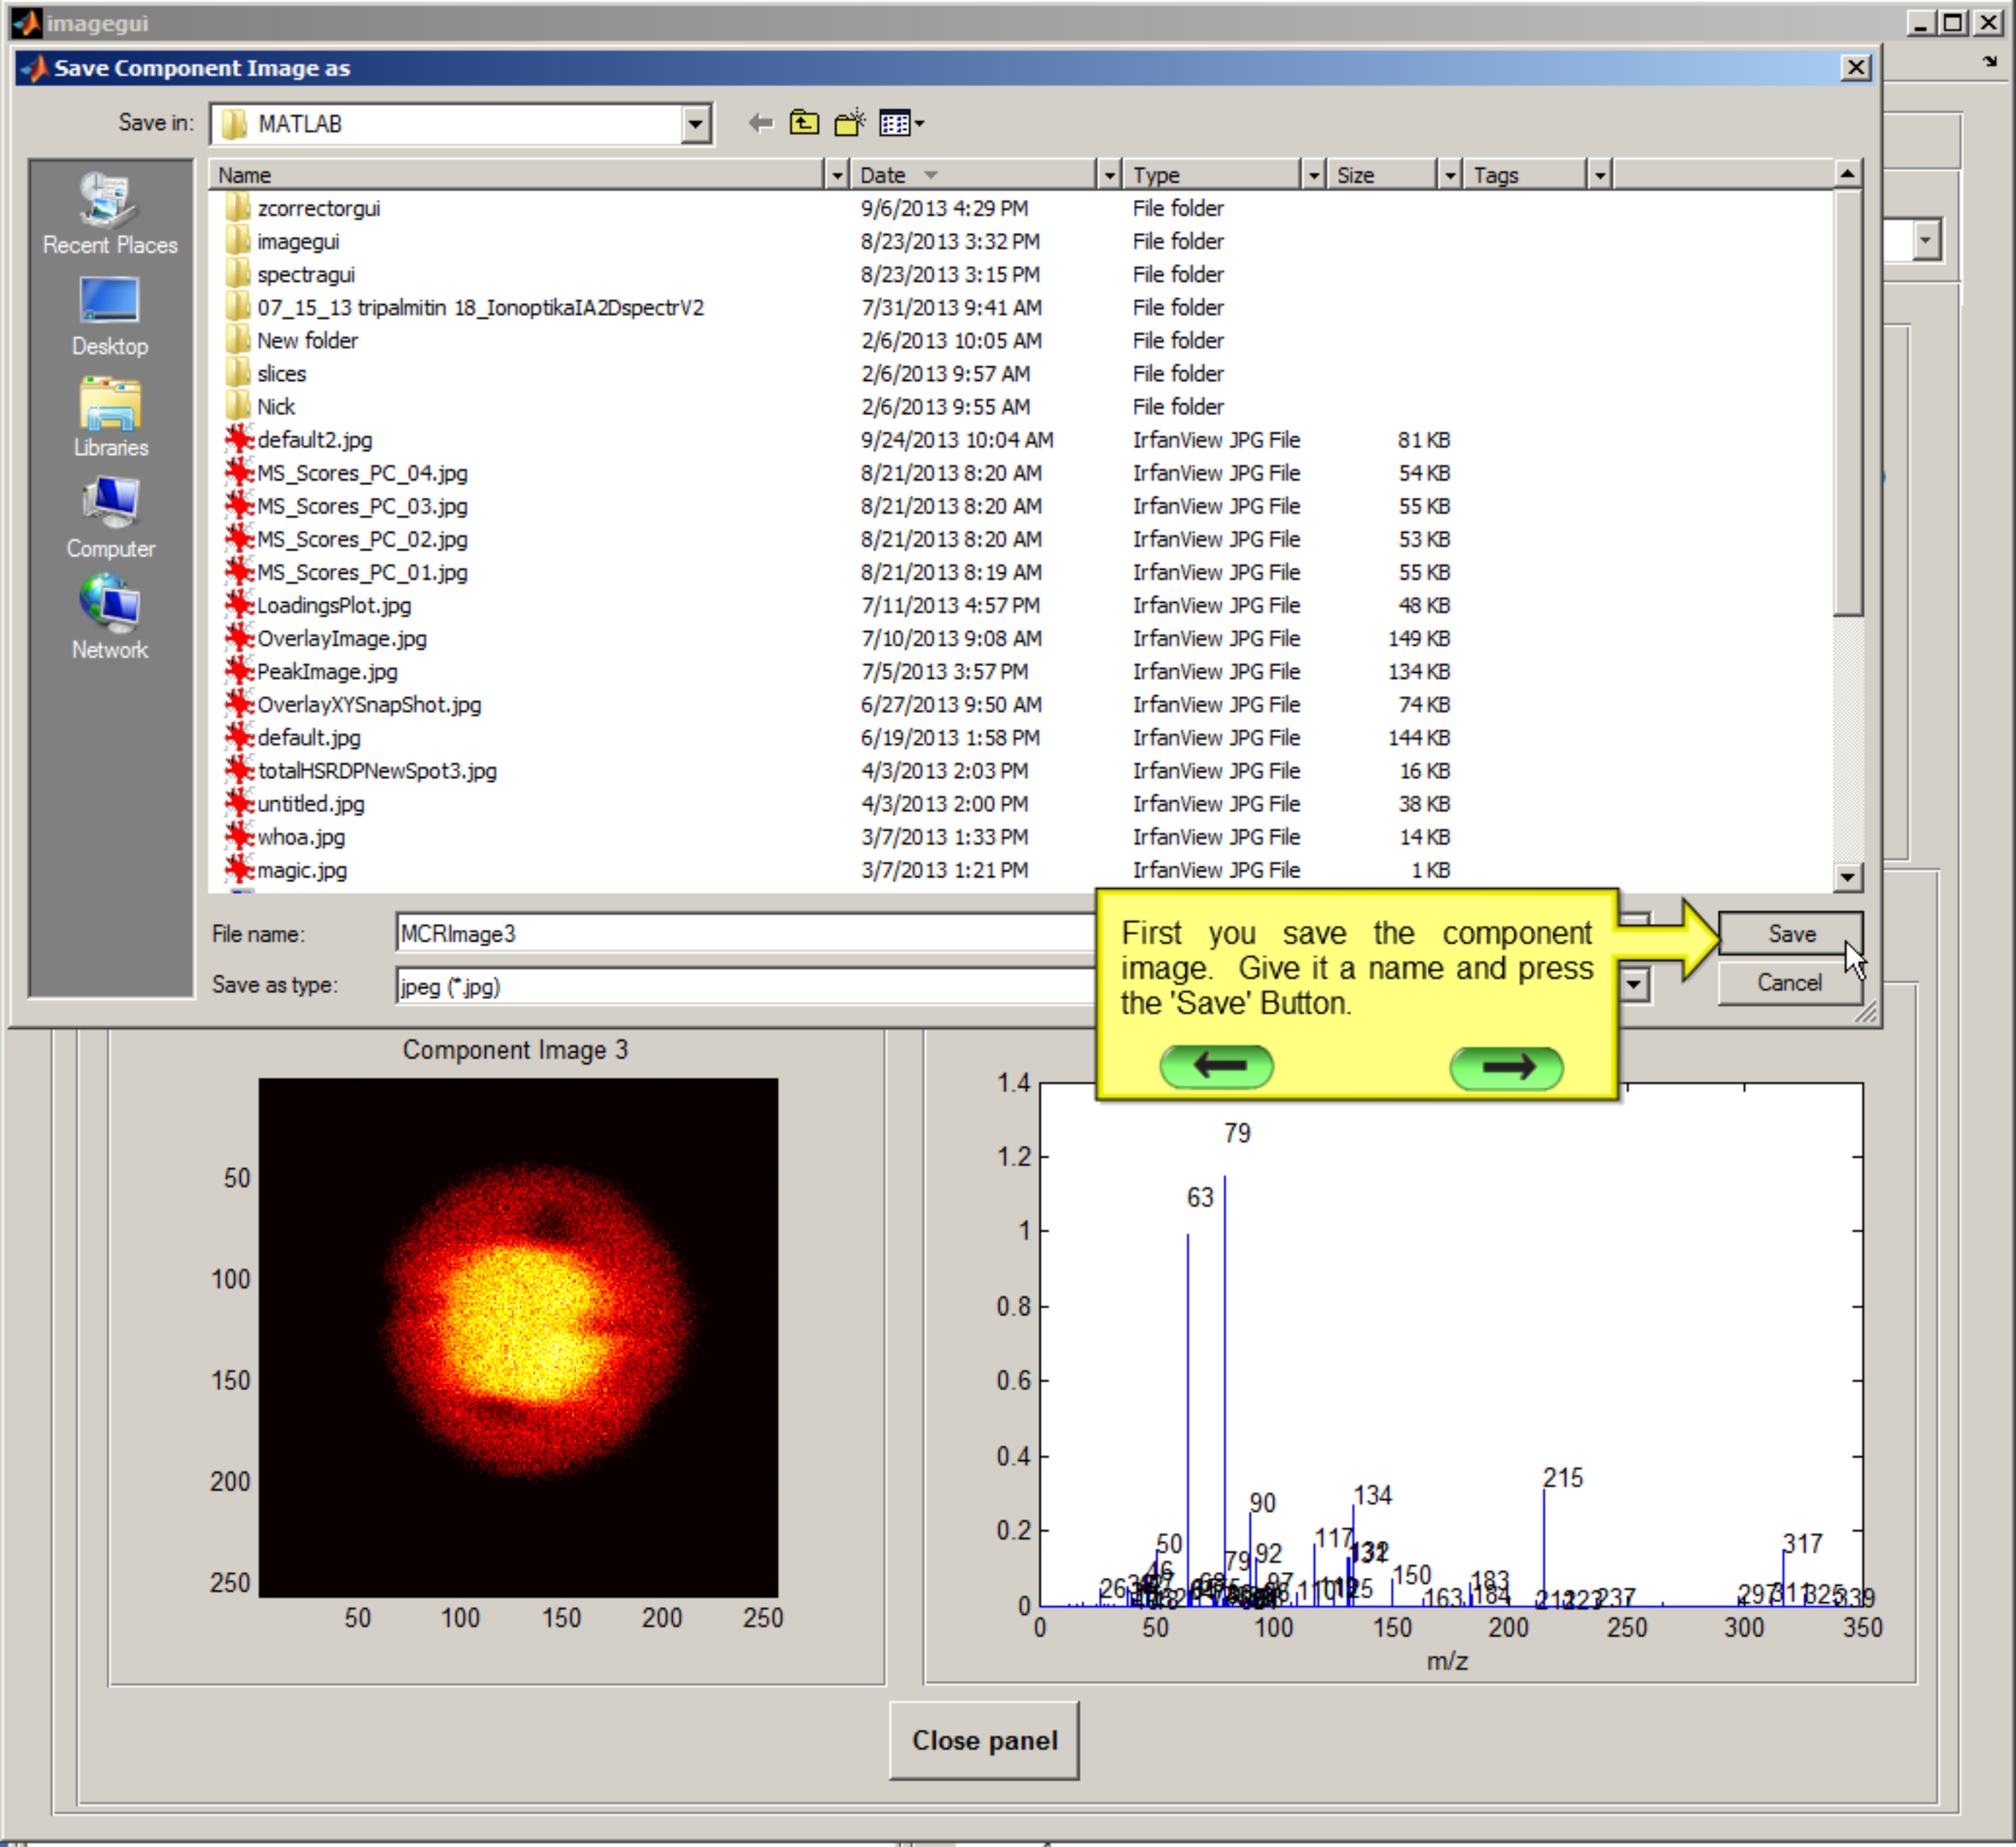 imagegui
Save Component Image as
Save in: MATLAB
Name Date Type Size Tags
zcorrectorgui 9/6/2013 4:29 PM File folder
imagegui 8/23/2013 3:32 PM File folder
spectragui 8/23/2013 3:15 PM File folder
07_15_13 tripalmitin 18_IonoptikaIA2DspectrV2 7/31/2013 9:41 AM File folder
New folder 2/6/2013 10:05 AM File folder
slices 2/6/2013 9:57 AM File folder
Nick 2/6/2013 9:55 AM File folder
default2.jpg 9/24/2013 10:04 AM IrfanView JPG File 81 KB
MS_Scores_PC_04.jpg 8/21/2013 8:20 AM IrfanView JPG File 54 KB
MS_Scores_PC_03.jpg 8/21/2013 8:20 AM IrfanView JPG File 55 KB
MS_Scores_PC_02.jpg 8/21/2013 8:20 AM IrfanView JPG File 53 KB
MS_Scores_PC_01.jpg 8/21/2013 8:19 AM IrfanView JPG File 55 KB
LoadingsPlot.jpg 7/11/2013 4:57 PM IrfanView JPG File 48 KB
OverlayImage.jpg 7/10/2013 9:08 AM IrfanView JPG File 149 KB
PeakImage.jpg 7/5/2013 3:57 PM IrfanView JPG File 134 KB
OverlayXYSnapShot.jpg 6/27/2013 9:50 AM IrfanView JPG File 74 KB
default.jpg 6/19/2013 1:58 PM IrfanView JPG File 144 KB
totalHSRDPNewSpot3.jpg 4/3/2013 2:03 PM IrfanView JPG File 16 KB
untitled.jpg 4/3/2013 2:00 PM IrfanView JPG File 38 KB
whoa.jpg 3/7/2013 1:33 PM IrfanView JPG File 14 KB
magic.jpg 3/7/2013 1:21 PM IrfanView JPG File 1 KB
Recent Places
Desktop
Libraries
Computer
Network
File name: MCRImage3
Save as type: jpeg (*.jpg)
Save
Cancel
First you save the component
image. Give it a name and press
the 'Save' Button.
Component Image 3
50
100
150
200
250
50 100 150 200 250
1.4
1.2
1
0.8
0.6
0.4
0.2
0
79
63
215
134
90
50
117
317
79 92
46
150
183
97
26
163
184
237
297
311
325
339
0 50 100 150 200 250 300 350
m/z
Close panel